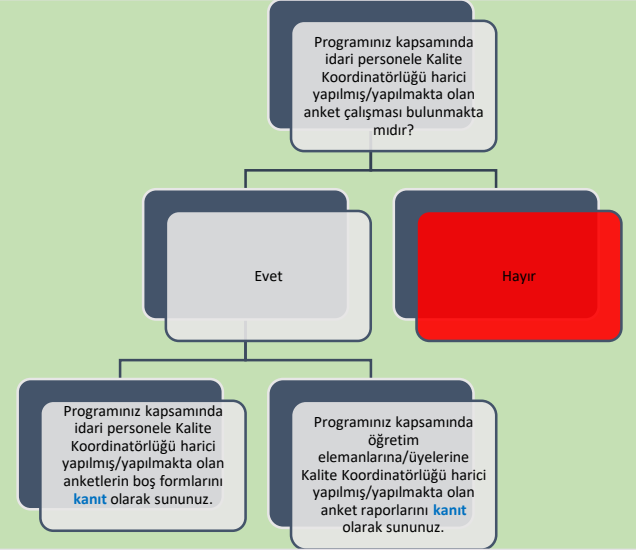 Programınız kapsamında
idari personele Kalite
Koordinatörlüğü harici
yapılmış/yapılmakta olan
anket çalışması bulunmakta
mıdır?
Evet
Hayır
Programınız kapsamında
idari personele Kalite
Koordinatörlüğü harici
yapılmış/yapılmakta olan
anketlerin boş formlarını
kanıt olarak sununuz.
Programınız kapsamında
öğretim
elemanlarına/üyelerine
Kalite Koordinatörlüğü harici
yapılmış/yapılmakta olan
anket raporlarını kanıt
olarak sununuz.